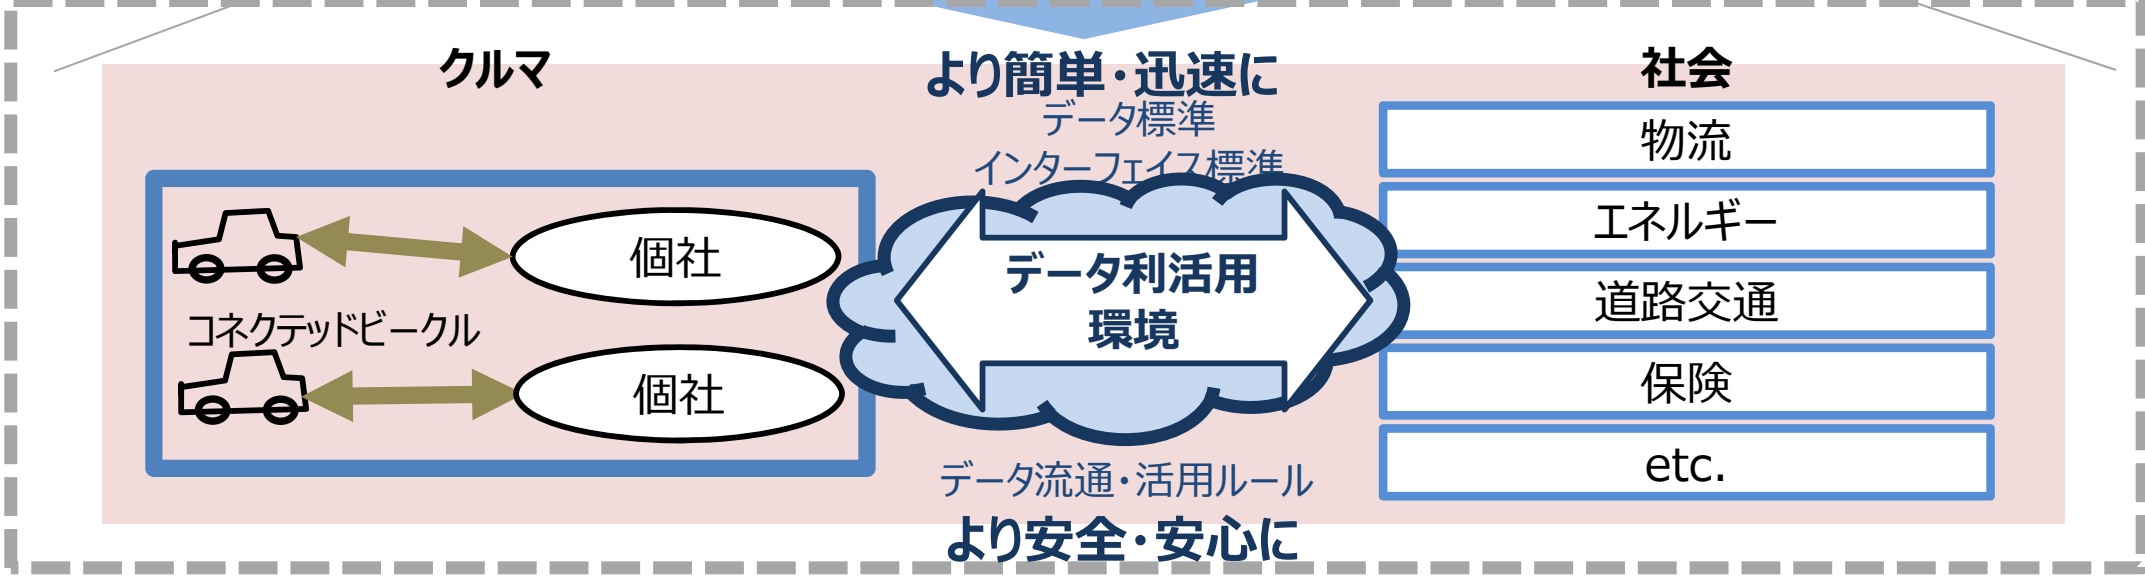 クルマ
より簡単・迅速に
社会
データ標準
インターフェイス標準
物流
エネルギー
道路交通
保険
etc.
個社
コネクテッドビークル
個社
データ利活用
環境
データ流通・活用ルール
より安全・安心に